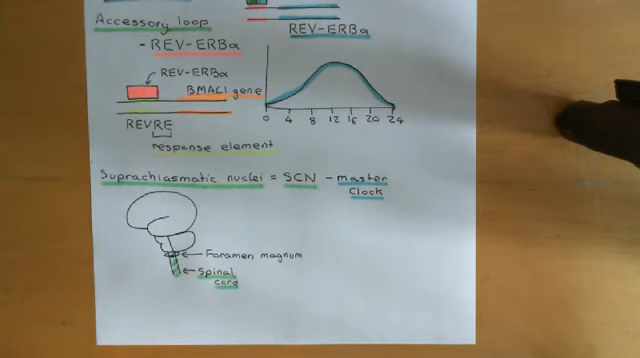 Accessory loop
REV-ERBα
- REV-ERBα
REV-ERBα
BMAL1 gene
REVRE
response element
0 4 8 12 16 20 24
Suprachiasmatic nuclei = SCN - master
Clock
Foramen magnum
Spinal
cord